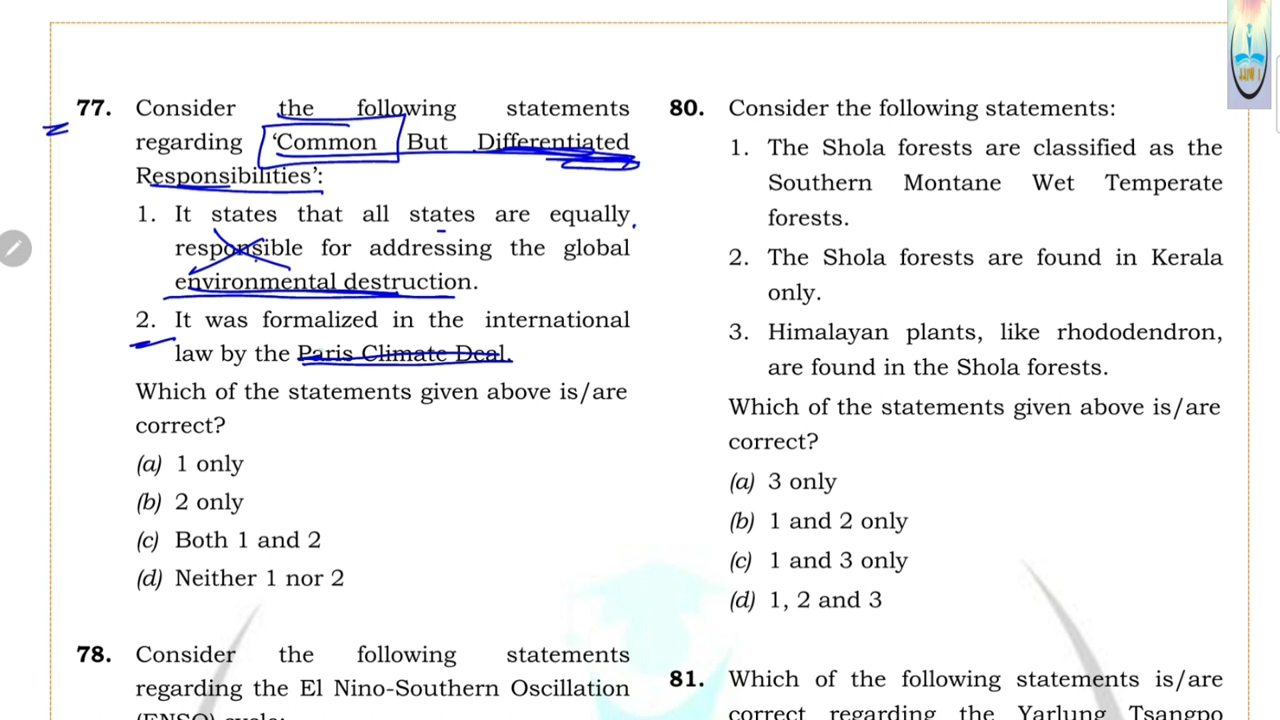 77. Consider the following statements
regarding 'Common But Differentiated
Responsibilities':
1. It states that all states are equally
responsible for addressing the global
environmental destruction.
2. It was formalized in the international
law by the Paris Climate Deal.
Which of the statements given above is/are
correct?
(a) 1 only
(b) 2 only
(c) Both 1 and 2
(d) Neither 1 nor 2
78. Consider the following statements
regarding the El Nino-Southern Oscillation
(ENSO) cycle:
80. Consider the following statements:
1. The Shola forests are classified as the
Southern Montane Wet Temperate
forests.
2. The Shola forests are found in Kerala
only.
3. Himalayan plants, like rhododendron,
are found in the Shola forests.
Which of the statements given above is/are
correct?
(a) 3 only
(b) 1 and 2 only
(c) 1 and 3 only
(d) 1, 2 and 3
81. Which of the following statements is/are
correct regarding the Yarlung Tsangpo